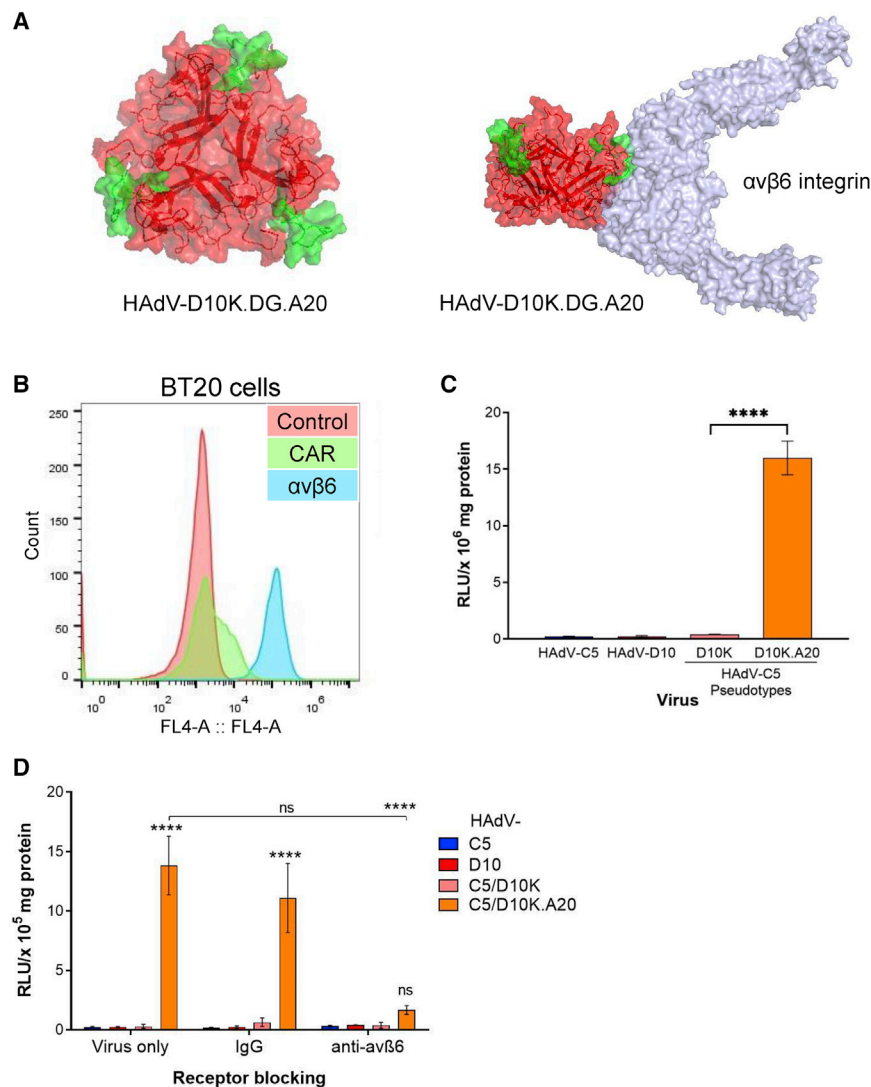 A
HAdV-D10K.DG.A20
HAdV-D10K.DG.A20
αvβ6 integrin
B
BT20 cells
Control
CAR
αvβ6
250
200
150
100
50
0
Count
10^0 10^2 10^4 10^6
FL4-A :: FL4-A
C
****
20
15
10
5
0
RLU/x 10^6 mg protein
HAdV-C5 HAdV-D10 D10K D10K.A20
HAdV-C5
Pseudotypes
Virus
D
20
15
10
5
0
RLU/x 10^5 mg protein
ns ****
**** **** ns
Virus only IgG anti-avß6
Receptor blocking
HAdV-
C5
D10
C5/D10K
C5/D10K.A20